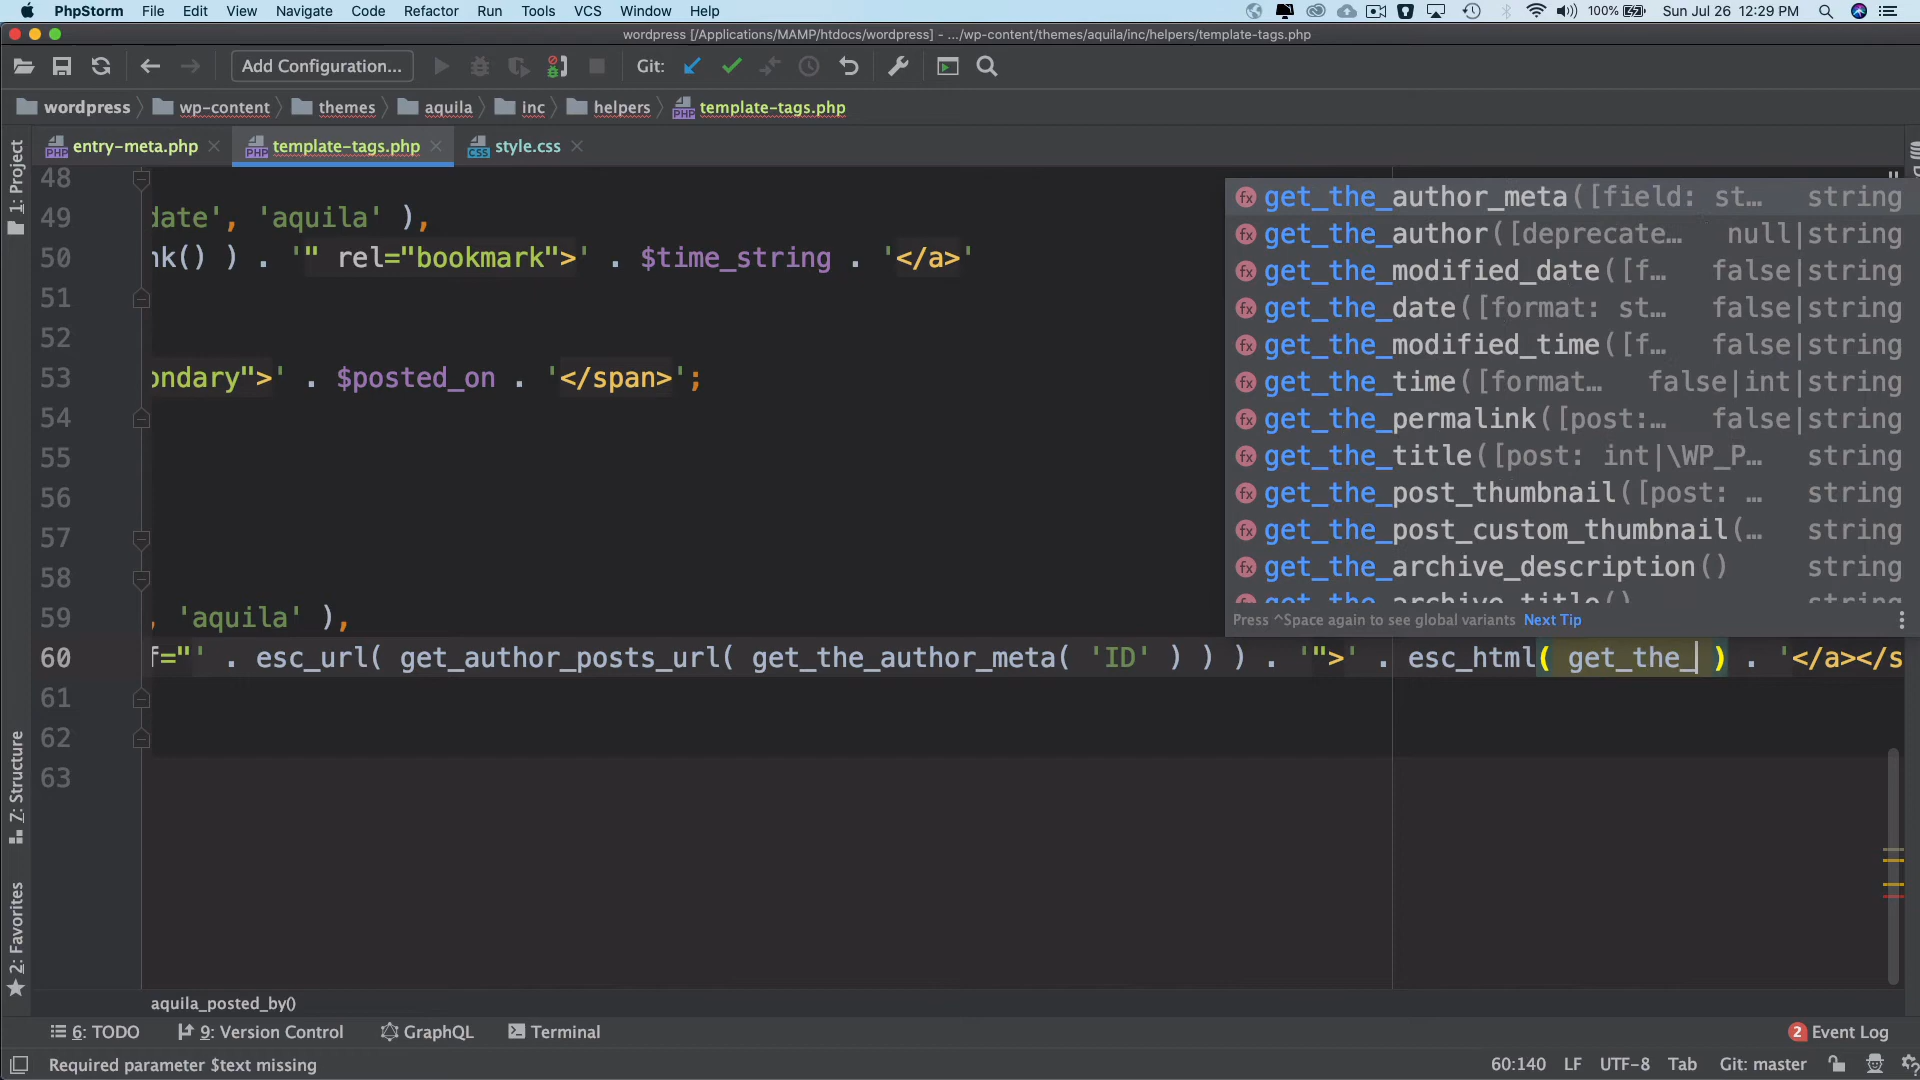 PhpStorm File Edit View Navigate Code Refactor Run Tools VCS Window Help 100% Sun Jul 26 12:29 PM
wordpress [/Applications/MAMP/htdocs/wordpress] - .../wp-content/themes/aquila/inc/helpers/template-tags.php
Add Configuration... Git:
wordpress wp-content themes aquila inc helpers template-tags.php
entry-meta.php template-tags.php style.css
1: Project
7: Structure
2: Favorites
48
49 date', 'aquila' ),
50 nk() ) . '" rel="bookmark">' . $time_string . '</a>'
51
52
53 ondary">' . $posted_on . '</span>';
54
55
56
57
58
59 , 'aquila' ),
60 f="' . esc_url( get_author_posts_url( get_the_author_meta( 'ID' ) ) ) . '">' . esc_html( get_the_ ) . '</a></s
61
62
63
get_the_author_meta([field: st… string
get_the_author([deprecate… null|string
get_the_modified_date([f… false|string
get_the_date([format: st… false|string
get_the_modified_time([f… false|string
get_the_time([format… false|int|string
get_the_permalink([post:… false|string
get_the_title([post: int|\WP_P… string
get_the_post_thumbnail([post: … string
get_the_post_custom_thumbnail(… string
get_the_archive_description() string
get_the_archive_title() string
Press ^Space again to see global variants Next Tip
aquila_posted_by()
6: TODO 9: Version Control GraphQL Terminal 2 Event Log
Required parameter $text missing 60:140 LF UTF-8 Tab Git: master